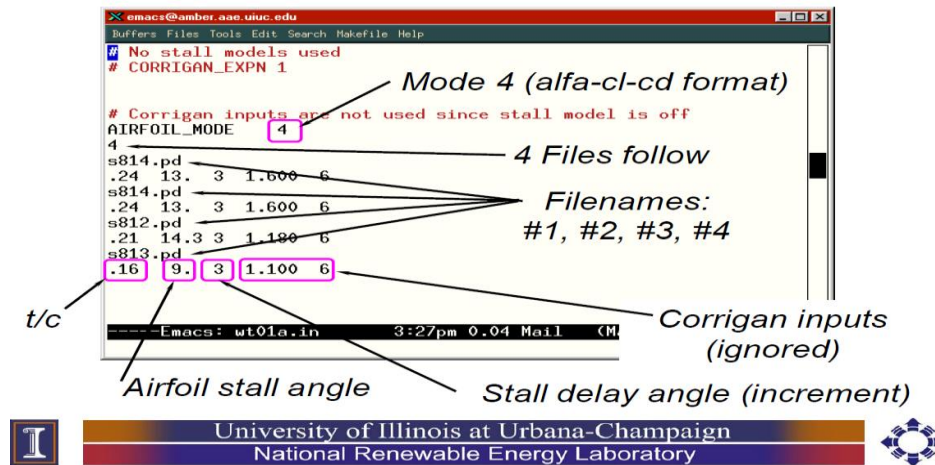 emacs@amber.aae.uiuc.edu
Buffers Files Tools Edit Search Makefile Help
# No stall models used
# CORRIGAN_EXPN 1
Mode 4 (alfa-cl-cd format)
# Corrigan inputs are not used since stall model is off
AIRFOIL_MODE 4
4
4 Files follow
s814.pd
.24 13. 3 1.600 6
s814.pd
.24 13. 3 1.600 6
s812.pd
.21 14.3 3 1.180 6
s813.pd
.16 9. 3 1.100 6
Filenames:
#1, #2, #3, #4
t/c
-----Emacs: wt01a.in 3:27pm 0.04 Mail
Corrigan inputs
(ignored)
Airfoil stall angle
Stall delay angle (increment)
I
University of Illinois at Urbana-Champaign
National Renewable Energy Laboratory